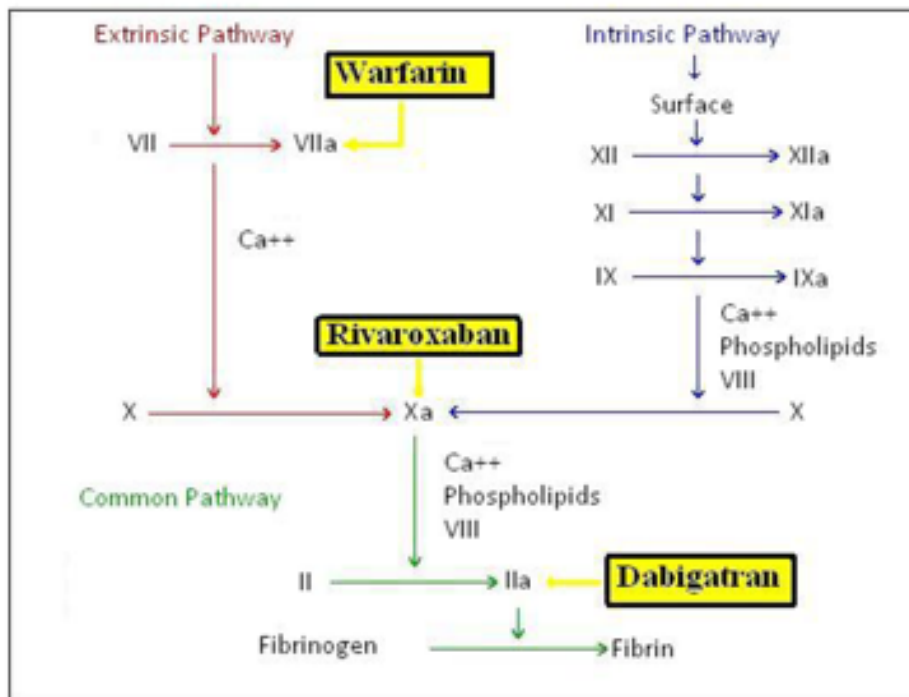 Extrinsic Pathway
Intrinsic Pathway
Warfarin
Surface
VII
VIIa
XII
XIIa
XI
XIa
Ca++
IX
IXa
Ca++
Phospholipids
VIII
Rivaroxaban
X
Xa
X
Ca++
Phospholipids
VIII
Common Pathway
II
IIa
Dabigatran
Fibrinogen
Fibrin